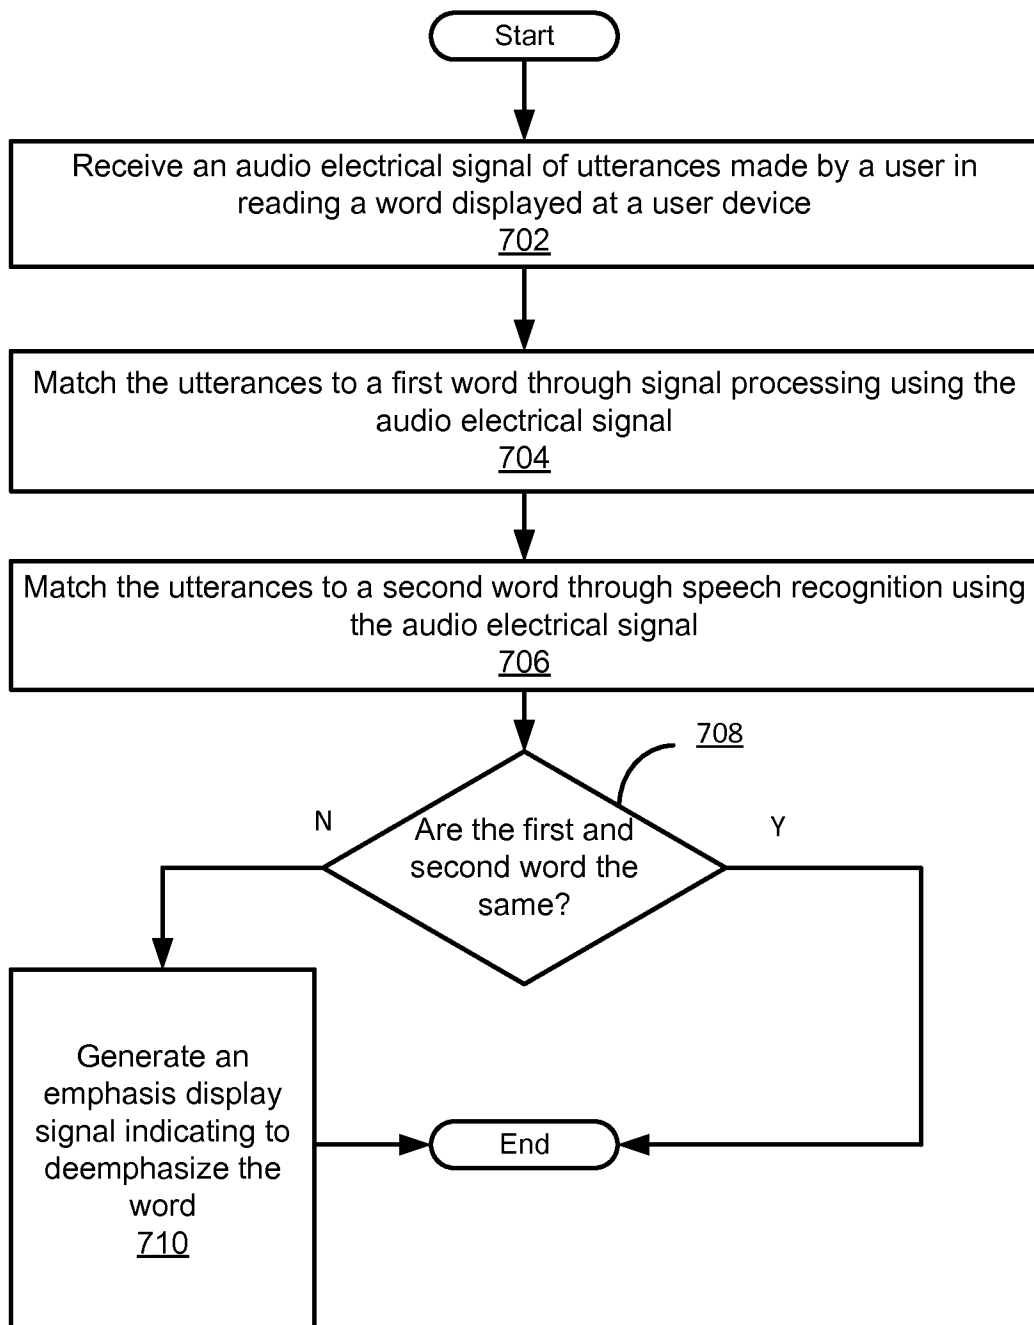 Start
Receive an audio electrical signal of utterances made by a user in
reading a word displayed at a user device
702
Match the utterances to a first word through signal processing using the
audio electrical signal
704
Match the utterances to a second word through speech recognition using
the audio electrical signal
706
708
N
Y
Are the first and
second word the
same?
Generate an
emphasis display
signal indicating to
deemphasize the
word
710
End